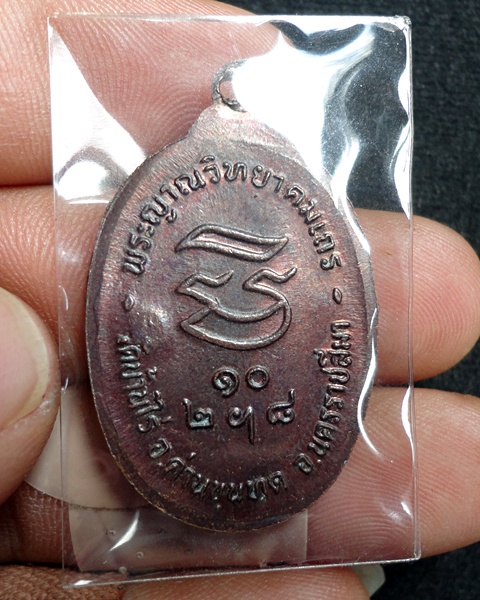 พระญาณวิทยาคมเถร
๑๐
๒
วัดบ้านไร่ อ.ด่านขุนทด จ.นครราชสีมา